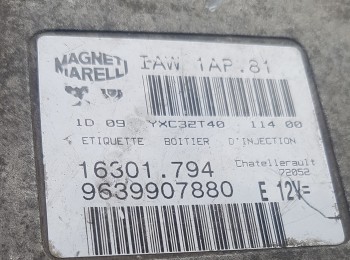 MAGNETI MARELLI
IAW 1AP.81
1D 09 YXC32T40 114 00
ETIQUETTE BOITIER D'INJECTION
16301.794 Chatellerault
72052
9639907880 E 12V=